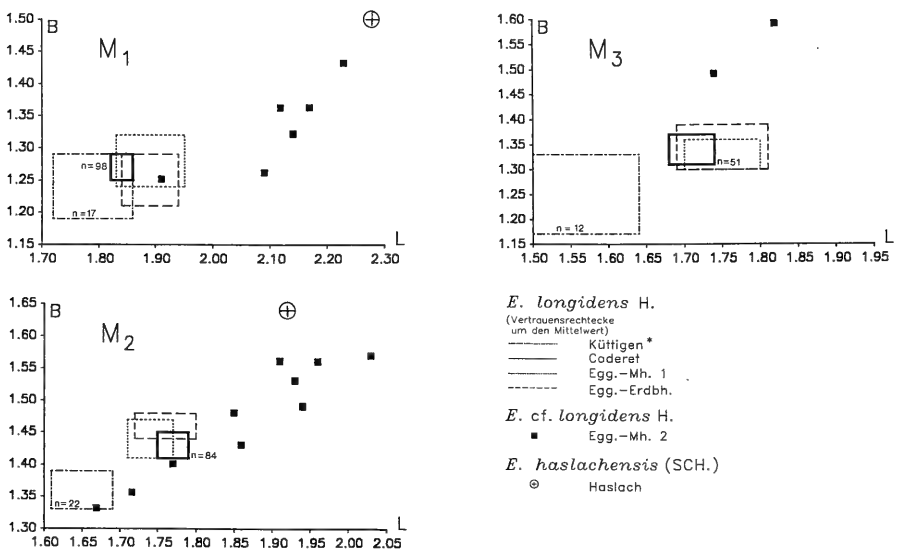 1.50
B
M1
1.45
1.40
1.35
1.30
n=98
1.25
1.20
n=17
1.15
L
1.70 1.80 1.90 2.00 2.10 2.20 2.30
1.60
B
M3
1.55
1.50
1.45
1.40
1.35
n=51
1.30
1.25
1.20
n=12
1.15
L
1.50 1.55 1.60 1.65 1.70 1.75 1.80 1.85 1.90 1.95
1.65
B
M2
1.60
1.55
1.50
1.45
n=84
1.40
1.35
n=22
1.30
L
1.60 1.65 1.70 1.75 1.80 1.85 1.90 1.95 2.00 2.05
E. longidens H.
(Vertrauensrechtecke
um den Mittelwert)
Küttigen*
Coderet
Egg.-Mh. 1
Egg.-Erdbh.
E. cf. longidens H.
Egg.-Mh. 2
E. haslachensis (SCH.)
Haslach